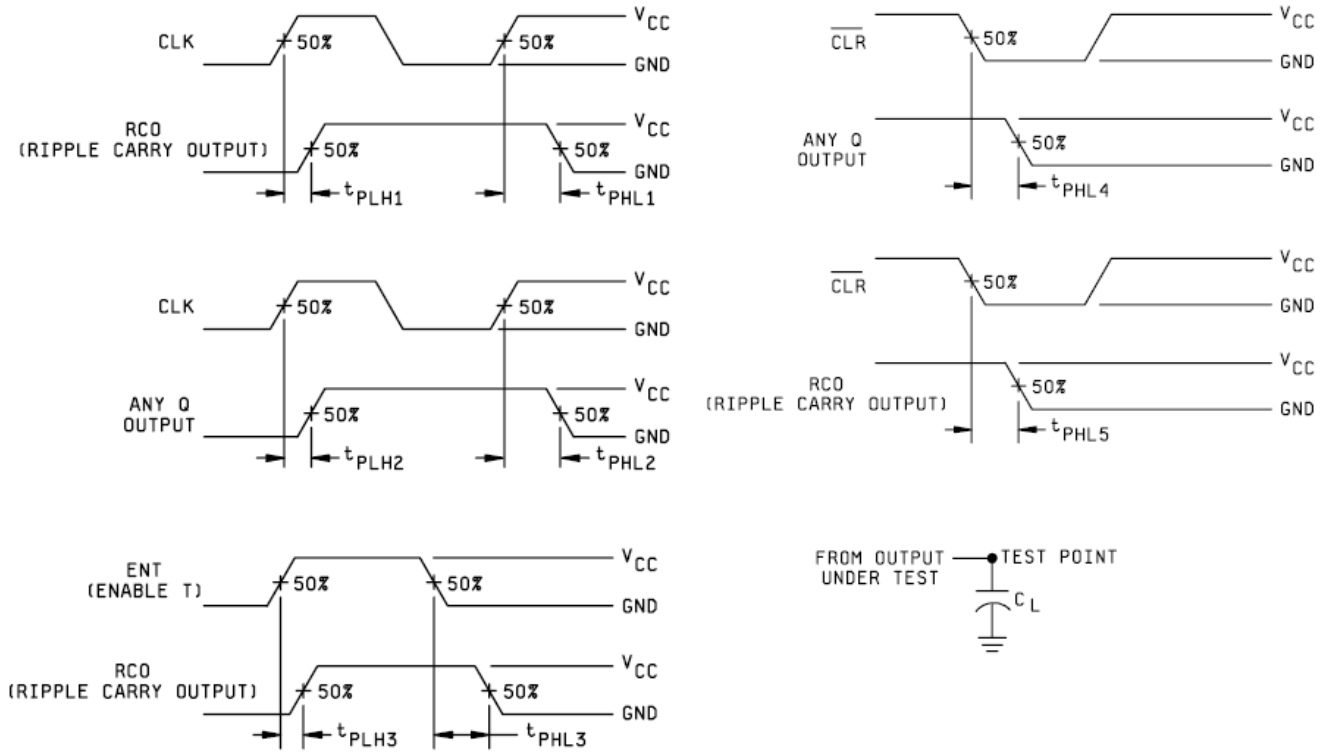 CLK
50%
50%
VCC
GND
RCO
(RIPPLE CARRY OUTPUT)
50%
50%
VCC
GND
tPLH1
tPHL1
CLK
50%
50%
VCC
GND
ANY Q
OUTPUT
50%
50%
VCC
GND
tPLH2
tPHL2
ENT
(ENABLE T)
50%
50%
VCC
GND
RCO
(RIPPLE CARRY OUTPUT)
50%
50%
VCC
GND
tPLH3
tPHL3
CLR
50%
VCC
GND
ANY Q
OUTPUT
50%
VCC
GND
tPHL4
CLR
50%
VCC
GND
RCO
(RIPPLE CARRY OUTPUT)
50%
VCC
GND
tPHL5
FROM OUTPUT
UNDER TEST
TEST POINT
CL